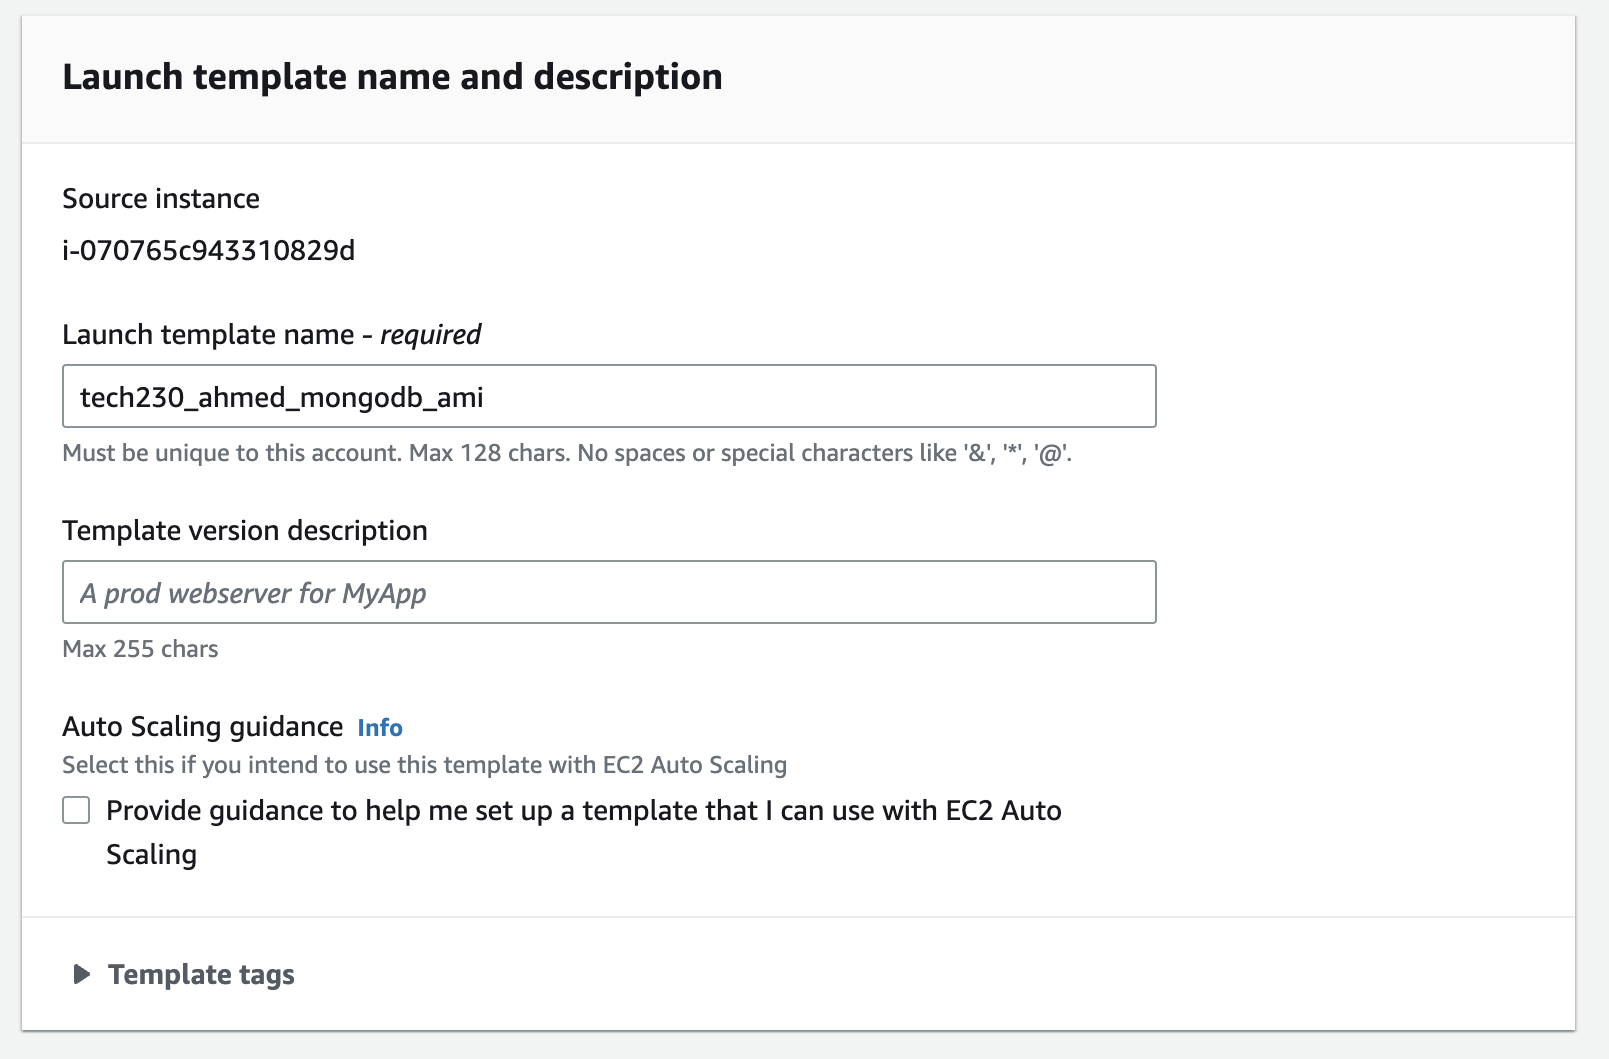 Launch template name and description
Source instance
i-070765c943310829d
Launch template name - required
tech230_ahmed_mongodb_ami
Must be unique to this account. Max 128 chars. No spaces or special characters like '&', '*', '@'.
Template version description
A prod webserver for MyApp
Max 255 chars
Auto Scaling guidance Info
Select this if you intend to use this template with EC2 Auto Scaling
Provide guidance to help me set up a template that I can use with EC2 Auto
Scaling
Template tags